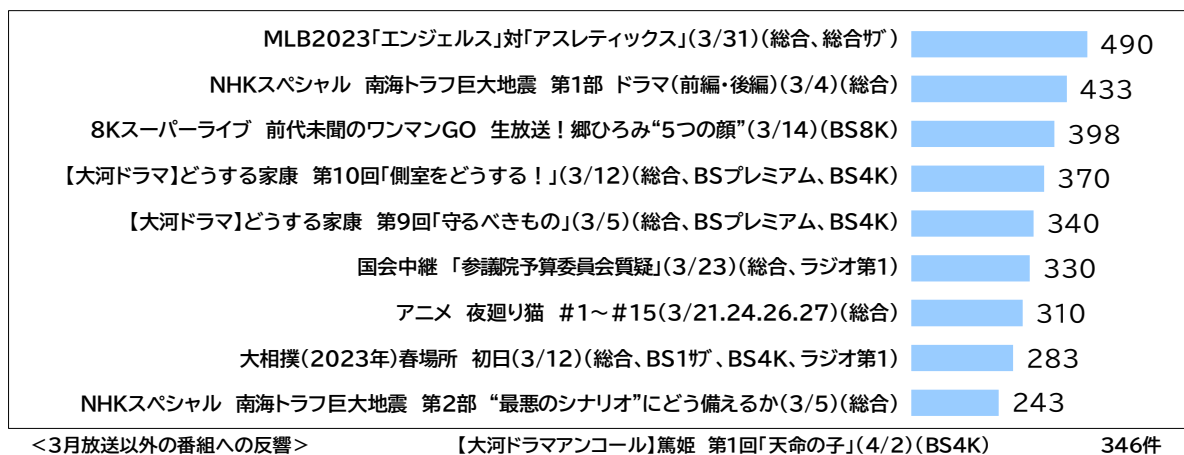 MLB2023「エンジェルス」対「アスレティックス」(3/31)(総合、総合ｻﾌﾞ) 490
NHKスペシャル 南海トラフ巨大地震 第1部 ドラマ(前編・後編)(3/4)(総合) 433
8Kスーパーライブ 前代未聞のワンマンGO 生放送！郷ひろみ“5つの顔”(3/14)(BS8K) 398
【大河ドラマ】どうする家康 第10回「側室をどうする！」(3/12)(総合、BSプレミアム、BS4K) 370
【大河ドラマ】どうする家康 第9回「守るべきもの」(3/5)(総合、BSプレミアム、BS4K) 340
国会中継 「参議院予算委員会質疑」(3/23)(総合、ラジオ第1) 330
アニメ 夜廻り猫 #1～#15(3/21.24.26.27)(総合) 310
大相撲(2023年)春場所 初日(3/12)(総合、BS1ｻﾌﾞ、BS4K、ラジオ第1) 283
NHKスペシャル 南海トラフ巨大地震 第2部 “最悪のシナリオ”にどう備えるか(3/5)(総合) 243
＜3月放送以外の番組への反響＞ 【大河ドラマアンコール】篤姫 第1回「天命の子」(4/2)(BS4K) 346件